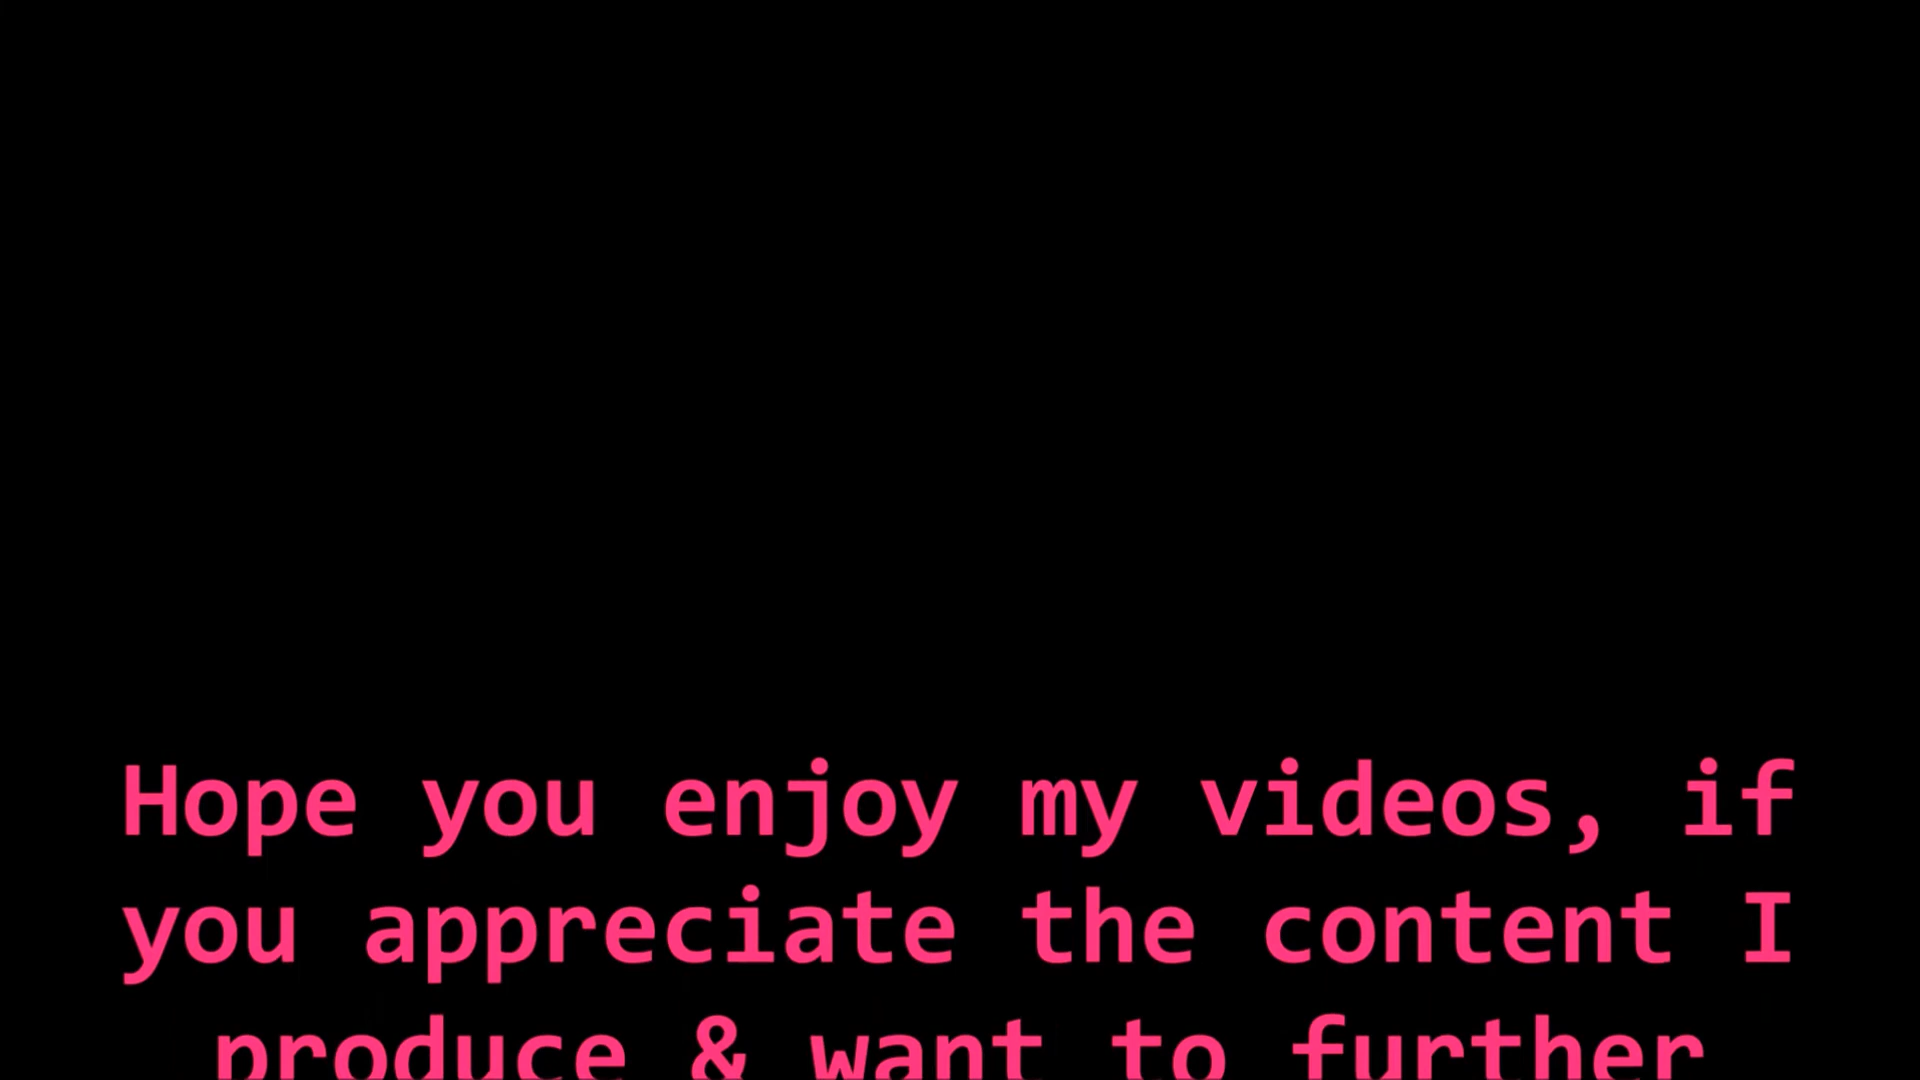 Hope you enjoy my videos, if
you appreciate the content I
produce & want to further